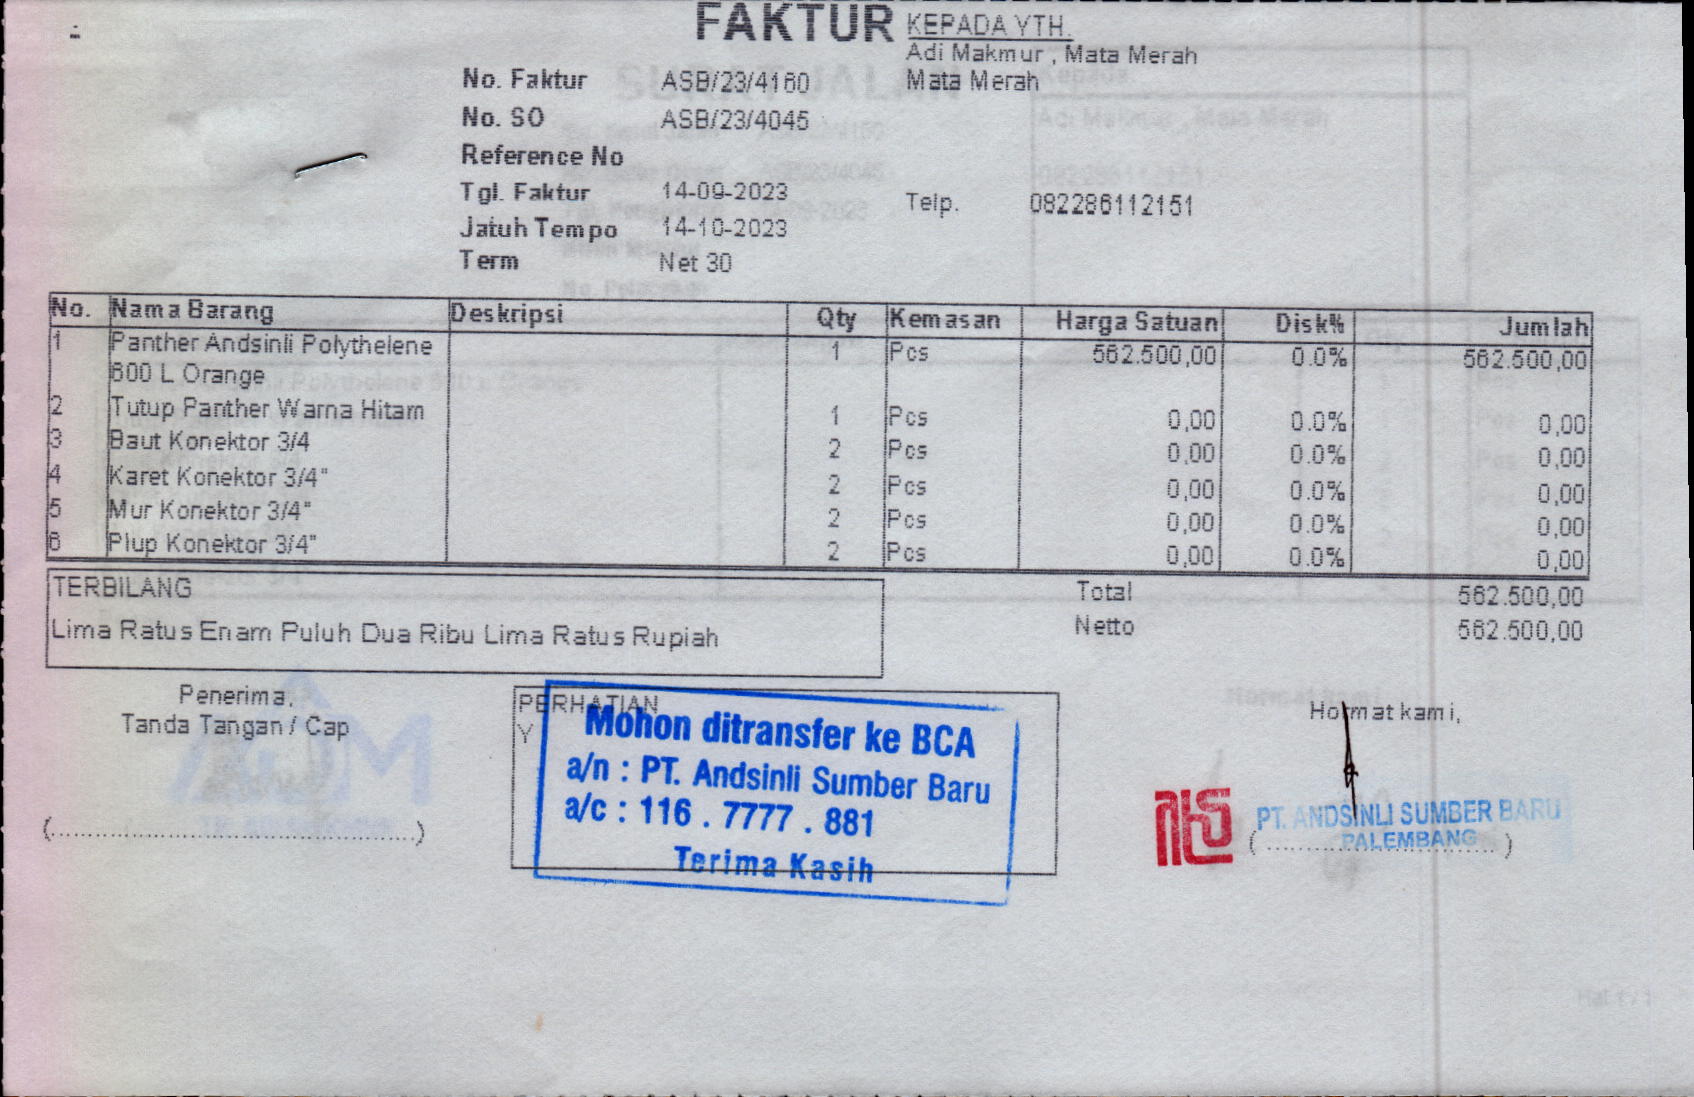 FAKTUR
KEPADA YTH.
Adi Makmur , Mata Merah
Mata Merah
No. Faktur ASB/23/4160
No. SO ASB/23/4045
Reference No
Tgl. Faktur 14-09-2023
Telp. 082286112151
Jatuh Tempo 14-10-2023
Term Net 30
No. Nama Barang Deskripsi Qty Kemasan Harga Satuan Disk% Jumlah
1 Panther Andsinli Polythelene 1 Pcs 562.500,00 0.0% 562.500,00
600 L Orange
2 Tutup Panther Warna Hitam 1 Pcs 0,00 0.0% 0,00
3 Baut Konektor 3/4 2 Pcs 0,00 0.0% 0,00
4 Karet Konektor 3/4" 2 Pcs 0,00 0.0% 0,00
5 Mur Konektor 3/4" 2 Pcs 0,00 0.0% 0,00
6 Plup Konektor 3/4" 2 Pcs 0,00 0.0% 0,00
TERBILANG
Lima Ratus Enam Puluh Dua Ribu Lima Ratus Rupiah
Total 562.500,00
Netto 562.500,00
Penerima,
Tanda Tangan / Cap
(........................................................)
PERHATIAN
Y
Mohon ditransfer ke BCA
a/n : PT. Andsinli Sumber Baru
a/c : 116 . 7777 . 881
Terima Kasih
Hormat kami,
PT. ANDSINLI SUMBER BARU
PALEMBANG
(...................................)